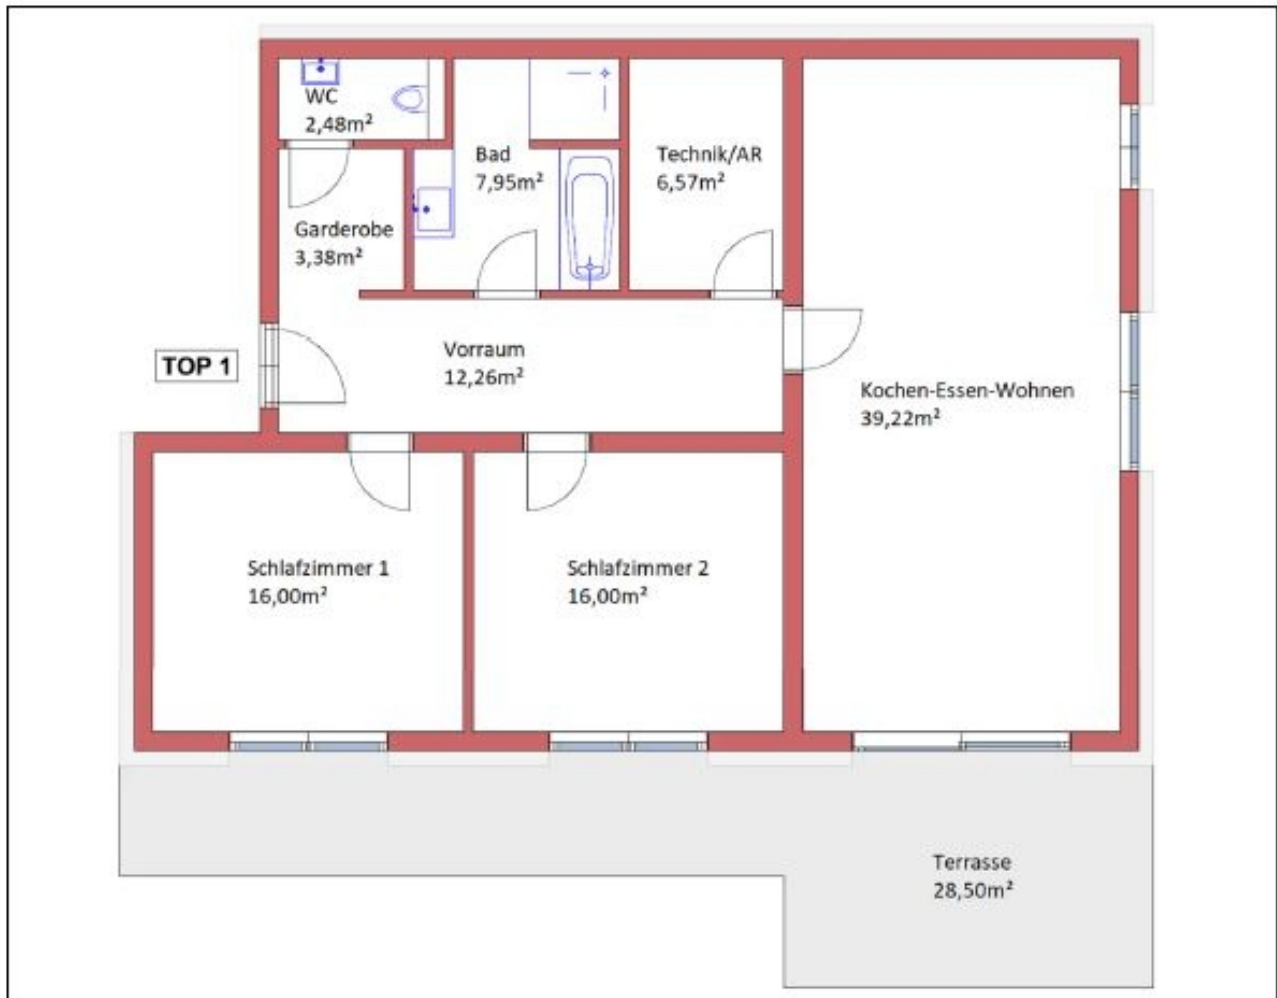 WC
2,48m²
Bad
7,95m²
Technik/AR
6,57m²
Garderobe
3,38m²
TOP 1
Vorraum
12,26m²
Kochen-Essen-Wohnen
39,22m²
Schlafzimmer 1
16,00m²
Schlafzimmer 2
16,00m²
Terrasse
28,50m²